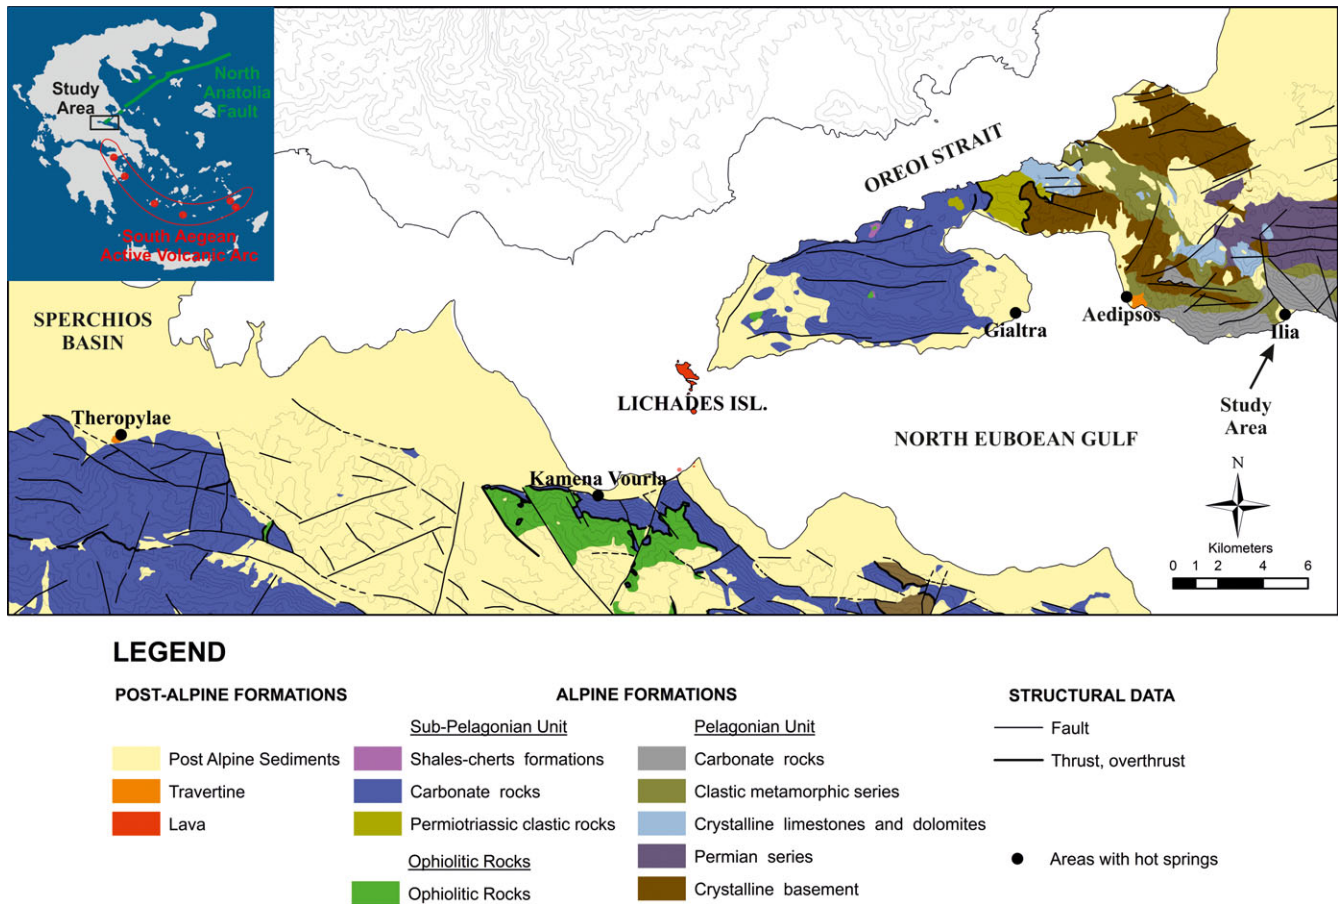 Study
Area
North
Anatolia
Fault
South Aegean
Active Volcanic Arc
OREOI STRAIT
SPERCHIOS
BASIN
Gialtra
Aedipsos
Ilia
LICHADES ISL.
Study
Area
Theropylae
NORTH EUBOEAN GULF
Kamena Vourla
N
Kilometers
0 1 2 4 6
LEGEND
POST-ALPINE FORMATIONS
Post Alpine Sediments
Travertine
Lava
ALPINE FORMATIONS
Sub-Pelagonian Unit
Shales-cherts formations
Carbonate rocks
Permiotriassic clastic rocks
Ophiolitic Rocks
Ophiolitic Rocks
Pelagonian Unit
Carbonate rocks
Clastic metamorphic series
Crystalline limestones and dolomites
Permian series
Crystalline basement
STRUCTURAL DATA
Fault
Thrust, overthrust
Areas with hot springs